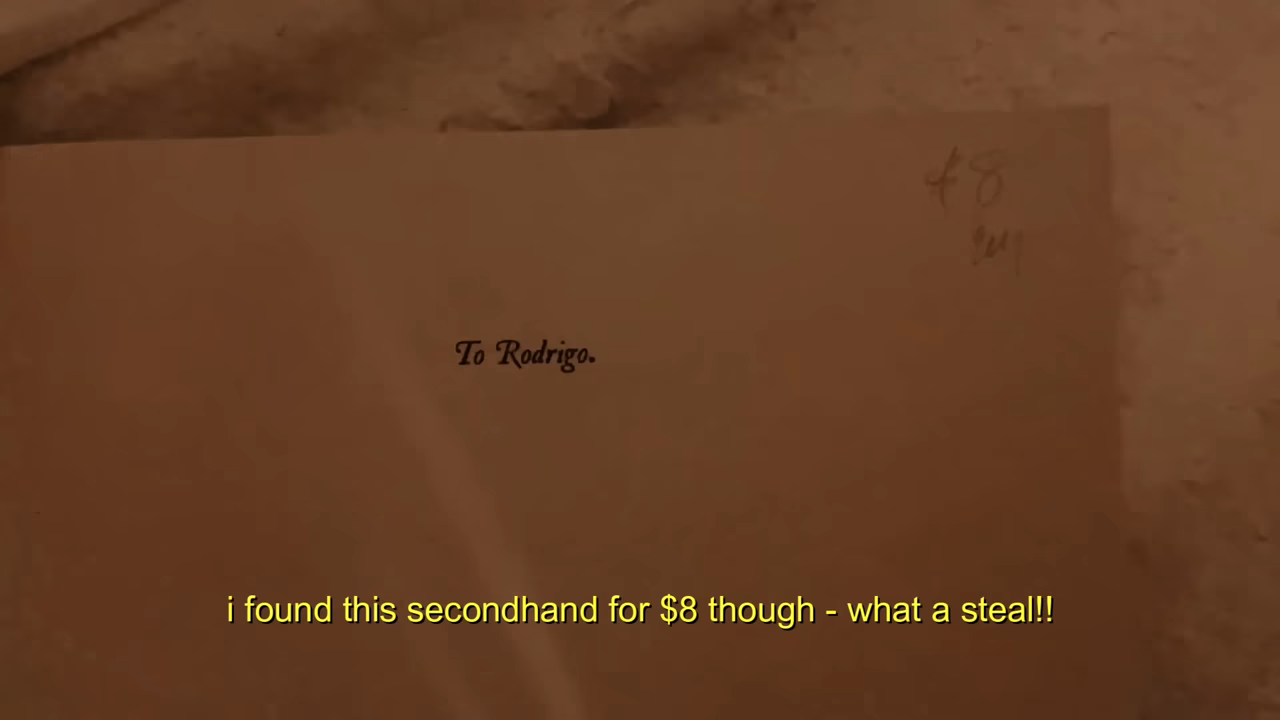 $8
To Rodrigo.
i found this secondhand for $8 though - what a steal!!